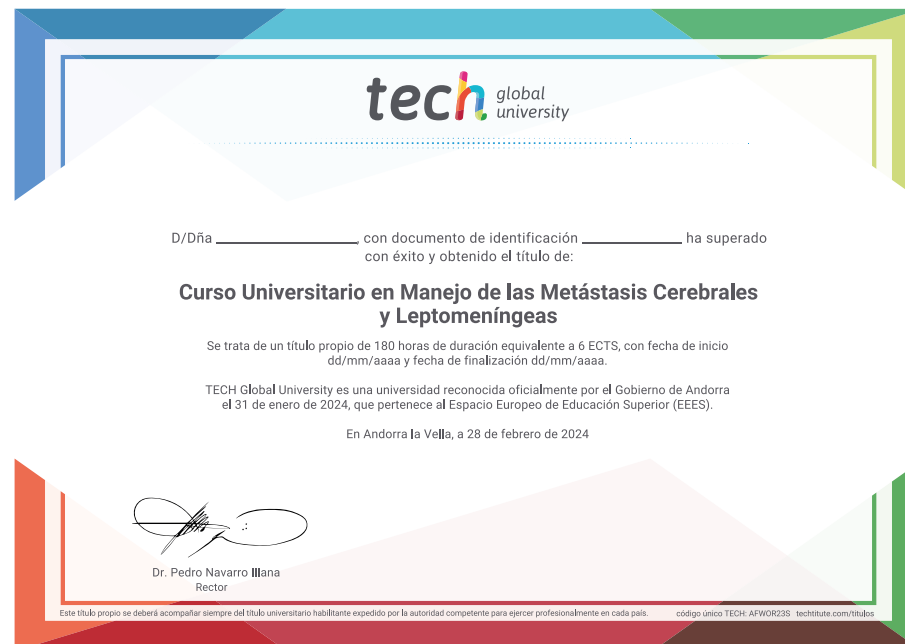 tech global
university
D/Dña ____________________, con documento de identificación ______________ ha superado
con éxito y obtenido el título de:
Curso Universitario en Manejo de las Metástasis Cerebrales
y Leptomeníngeas
Se trata de un título propio de 180 horas de duración equivalente a 6 ECTS, con fecha de inicio
dd/mm/aaaa y fecha de finalización dd/mm/aaaa.
TECH Global University es una universidad reconocida oficialmente por el Gobierno de Andorra
el 31 de enero de 2024, que pertenece al Espacio Europeo de Educación Superior (EEES).
En Andorra la Vella, a 28 de febrero de 2024
Dr. Pedro Navarro Illana
Rector
Este título propio se deberá acompañar siempre del título universitario habilitante expedido por la autoridad competente para ejercer profesionalmente en cada país. código único TECH: AFWOR23S techtitute.com/titulos